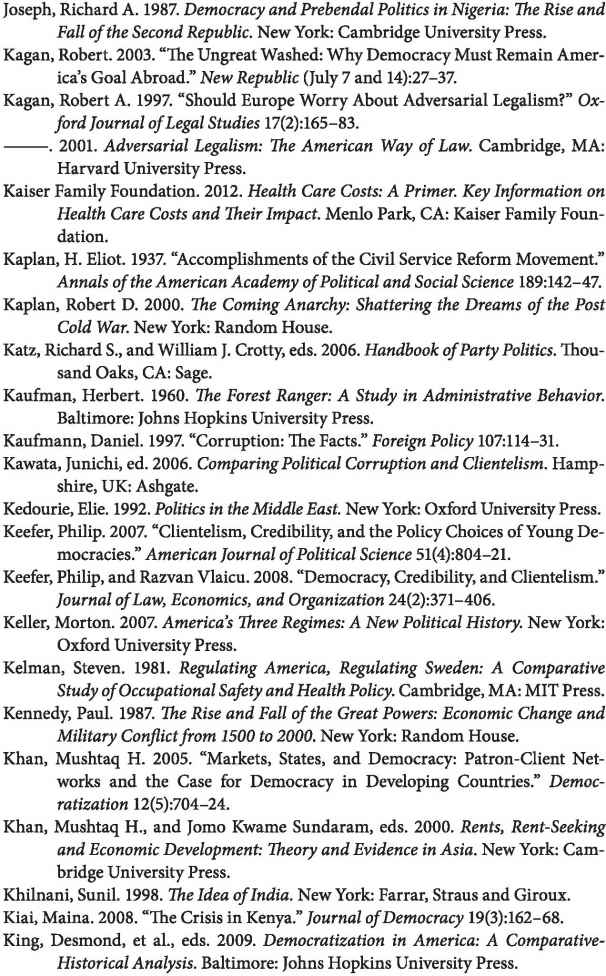 Joseph, Richard A. 1987. Democracy and Prebendal Politics in Nigeria: The Rise and
Fall of the Second Republic. New York: Cambridge University Press.
Kagan, Robert. 2003. “The Ungreat Washed: Why Democracy Must Remain Amer-
ica’s Goal Abroad.” New Republic (July 7 and 14):27–37.
Kagan, Robert A. 1997. “Should Europe Worry About Adversarial Legalism?” Ox-
ford Journal of Legal Studies 17(2):165–83.
———. 2001. Adversarial Legalism: The American Way of Law. Cambridge, MA:
Harvard University Press.
Kaiser Family Foundation. 2012. Health Care Costs: A Primer. Key Information on
Health Care Costs and Their Impact. Menlo Park, CA: Kaiser Family Foun-
dation.
Kaplan, H. Eliot. 1937. “Accomplishments of the Civil Service Reform Movement.”
Annals of the American Academy of Political and Social Science 189:142–47.
Kaplan, Robert D. 2000. The Coming Anarchy: Shattering the Dreams of the Post
Cold War. New York: Random House.
Katz, Richard S., and William J. Crotty, eds. 2006. Handbook of Party Politics. Thou-
sand Oaks, CA: Sage.
Kaufman, Herbert. 1960. The Forest Ranger: A Study in Administrative Behavior.
Baltimore: Johns Hopkins University Press.
Kaufmann, Daniel. 1997. “Corruption: The Facts.” Foreign Policy 107:114–31.
Kawata, Junichi, ed. 2006. Comparing Political Corruption and Clientelism. Hamp-
shire, UK: Ashgate.
Kedourie, Elie. 1992. Politics in the Middle East. New York: Oxford University Press.
Keefer, Philip. 2007. “Clientelism, Credibility, and the Policy Choices of Young De-
mocracies.” American Journal of Political Science 51(4):804–21.
Keefer, Philip, and Razvan Vlaicu. 2008. “Democracy, Credibility, and Clientelism.”
Journal of Law, Economics, and Organization 24(2):371–406.
Keller, Morton. 2007. America’s Three Regimes: A New Political History. New York:
Oxford University Press.
Kelman, Steven. 1981. Regulating America, Regulating Sweden: A Comparative
Study of Occupational Safety and Health Policy. Cambridge, MA: MIT Press.
Kennedy, Paul. 1987. The Rise and Fall of the Great Powers: Economic Change and
Military Conflict from 1500 to 2000. New York: Random House.
Khan, Mushtaq H. 2005. “Markets, States, and Democracy: Patron-Client Net-
works and the Case for Democracy in Developing Countries.” Democ-
ratization 12(5):704–24.
Khan, Mushtaq H., and Jomo Kwame Sundaram, eds. 2000. Rents, Rent-Seeking
and Economic Development: Theory and Evidence in Asia. New York: Cam-
bridge University Press.
Khilnani, Sunil. 1998. The Idea of India. New York: Farrar, Straus and Giroux.
Kiai, Maina. 2008. “The Crisis in Kenya.” Journal of Democracy 19(3):162–68.
King, Desmond, et al., eds. 2009. Democratization in America: A Comparative-
Historical Analysis. Baltimore: Johns Hopkins University Press.